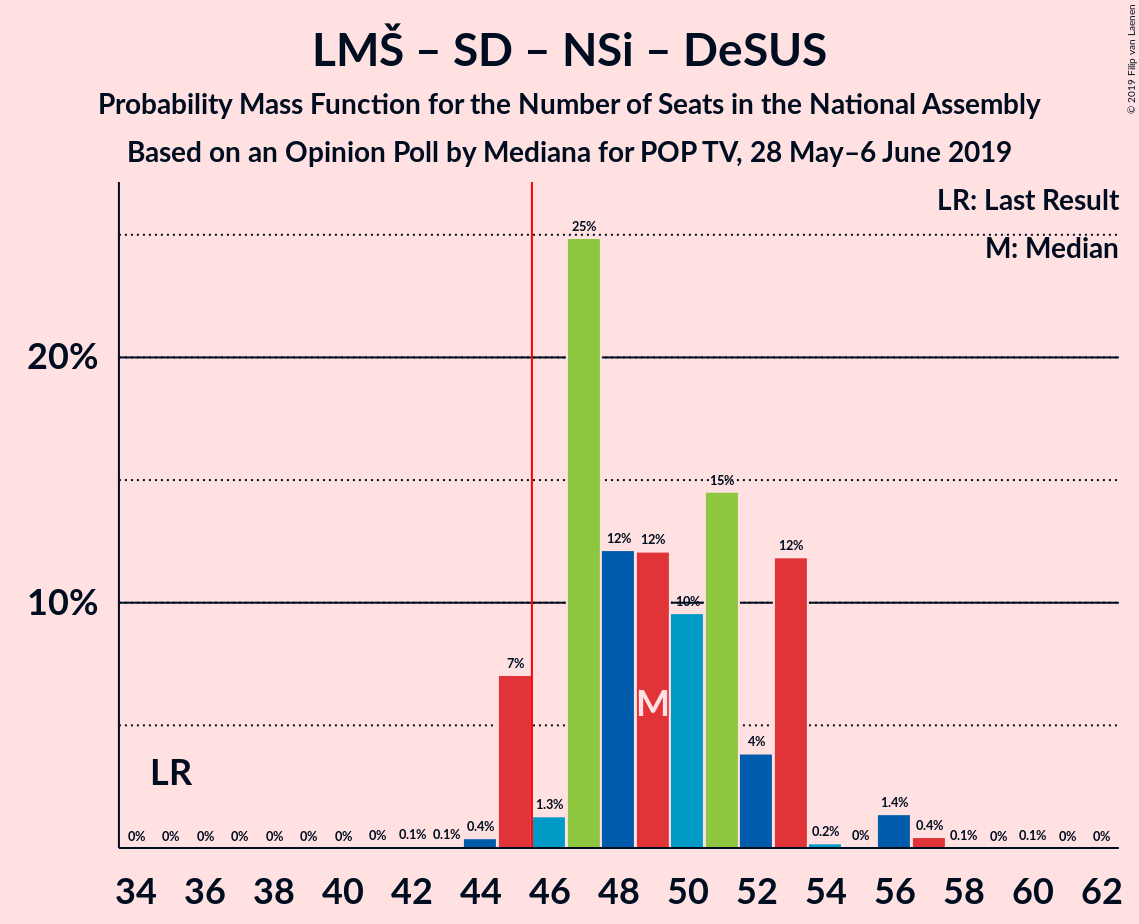 LMŠ – SD – NSi – DeSUS
Probability Mass Function for the Number of Seats in the National Assembly
Based on an Opinion Poll by Mediana for POP TV, 28 May–6 June 2019
© 2019 Filip van Laenen
LR: Last Result
M: Median
20%
10%
LR
M
0% 0% 0% 0% 0% 0% 0% 0% 0.1% 0.1% 0.4% 7% 1.3% 25% 12% 12% 10% 15% 4% 12% 0.2% 0% 1.4% 0.4% 0.1% 0% 0.1% 0% 0%
34 36 38 40 42 44 46 48 50 52 54 56 58 60 62